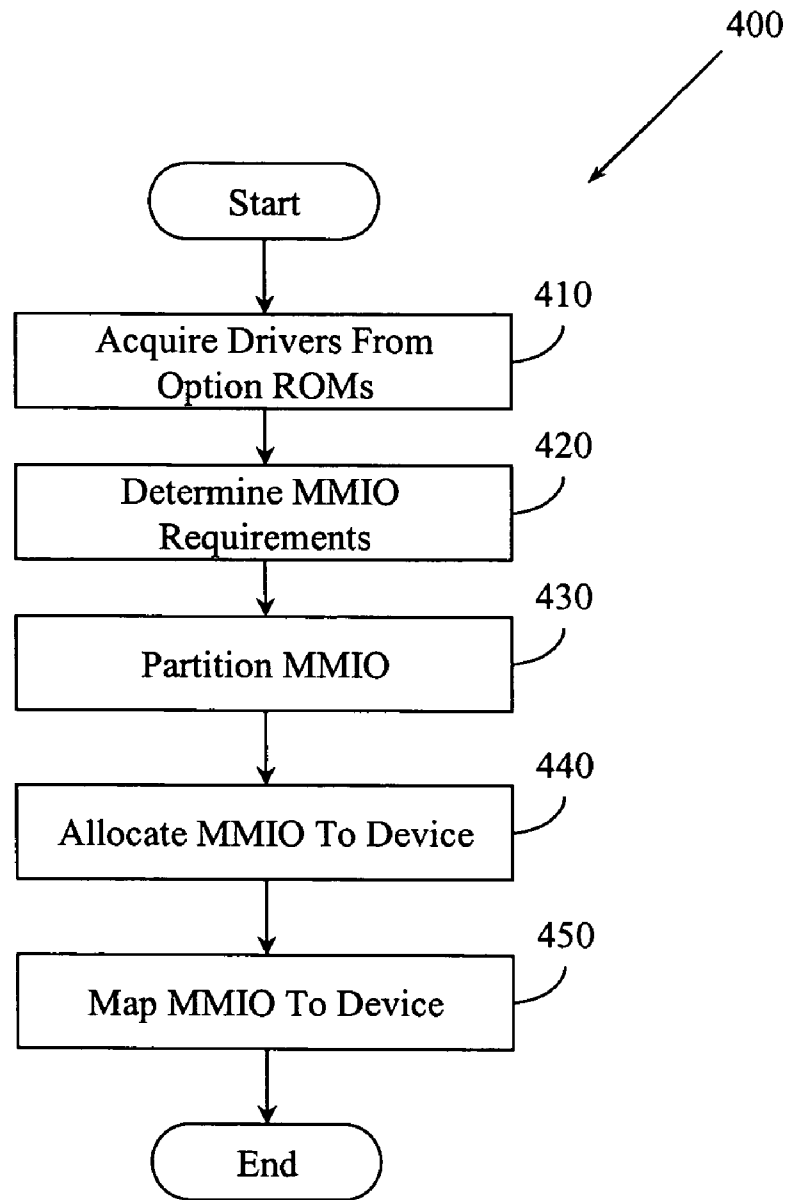 400
Start
410
Acquire Drivers From
Option ROMs
420
Determine MMIO
Requirements
430
Partition MMIO
440
Allocate MMIO To Device
450
Map MMIO To Device
End